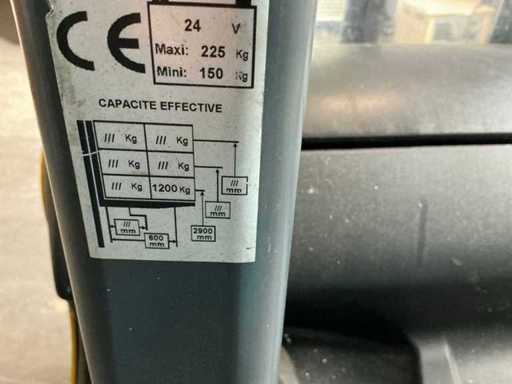 CE
24 V
Maxi: 225 Kg
Mini: 150 Kg
CAPACITE EFFECTIVE
/// Kg /// Kg
/// Kg /// Kg
/// Kg 1200 Kg
/// mm
/// mm
/// mm
600 mm
2900 mm